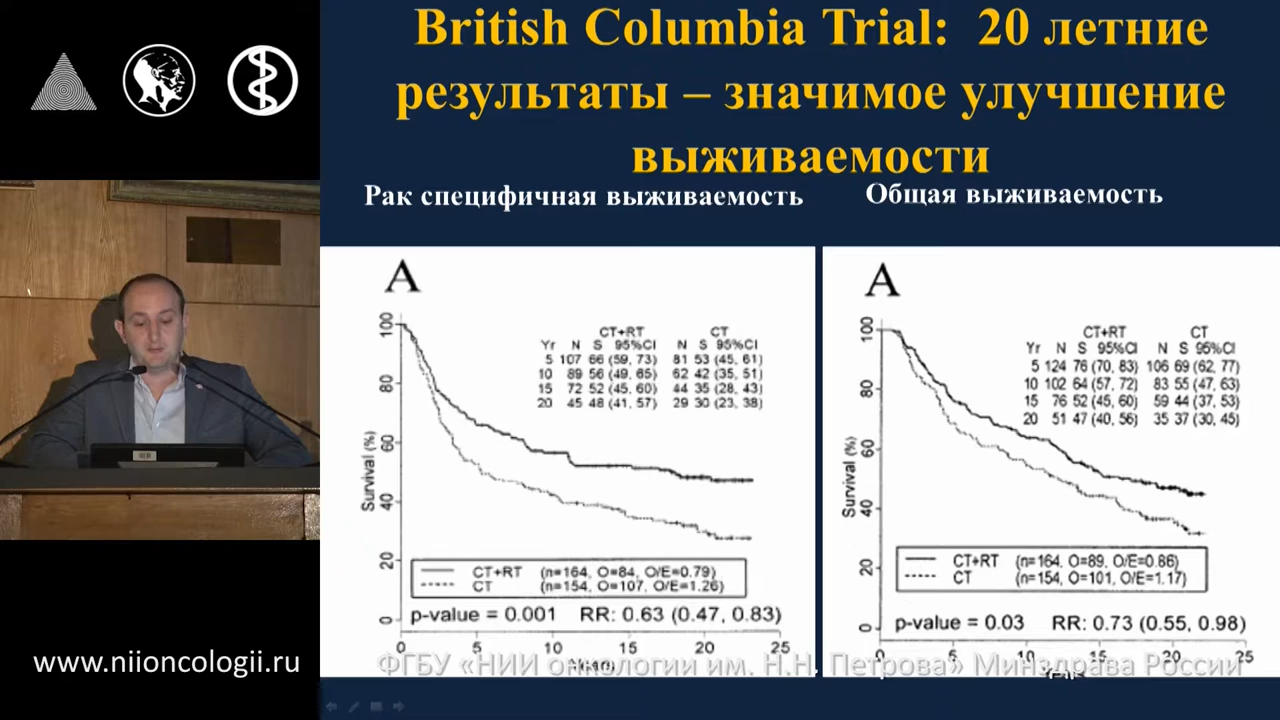 British Columbia Trial: 20 летние
результаты – значимое улучшение
выживаемости
Рак специфичная выживаемость
Общая выживаемость
A
CT+RT CT
Yr N S 95%CI N S 95%CI
5 107 66 (59, 73) 81 53 (45, 61)
10 89 56 (49, 65) 62 42 (35, 51)
15 72 52 (45, 60) 44 35 (28, 43)
20 45 48 (41, 57) 29 30 (23, 38)
Survival (%)
100
80
60
40
20
0
CT+RT (n=164, O=84, O/E=0.79)
CT (n=154, O=107, O/E=1.26)
p-value = 0.001 RR: 0.63 (0.47, 0.83)
0 5 10 15 20 25
A
CT+RT CT
Yr N S 95%CI N S 95%CI
5 124 76 (70, 83) 106 69 (62, 77)
10 102 64 (57, 72) 83 55 (47, 63)
15 76 52 (45, 60) 59 44 (37, 53)
20 51 47 (40, 56) 35 37 (30, 45)
Survival (%)
100
80
60
40
20
0
CT+RT (n=164, O=89, O/E=0.86)
CT (n=154, O=101, O/E=1.17)
p-value = 0.03 RR: 0.73 (0.55, 0.98)
0 5 10 15 20 25
www.niioncologii.ru
ФГБУ «НИИ онкологии им. Н.Н. Петрова» Минздрава России